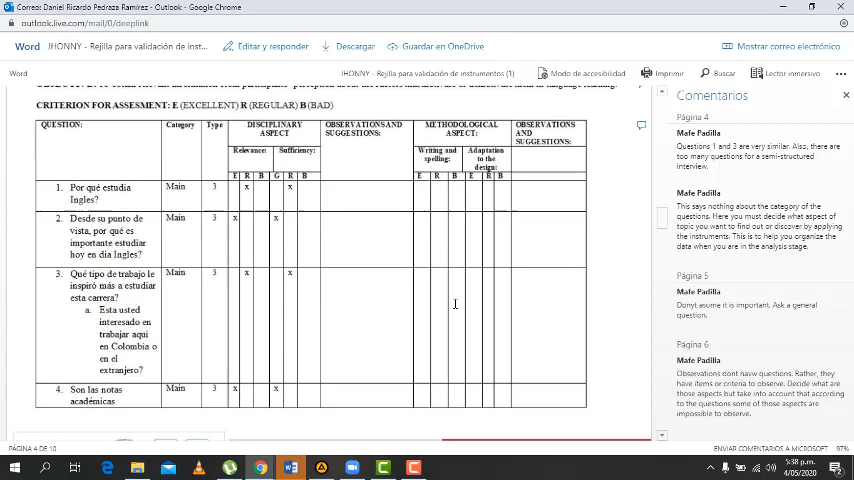 Correo: Daniel Ricardo Pedraza Ramírez - Outlook - Google Chrome
outlook.live.com/mail/0/deeplink
Word
JHONNY - Rejilla para validación de inst...
Editar y responder
Descargar
Guardar en OneDrive
Mostrar correo electrónico
Word
JHONNY - Rejilla para validación de instrumentos (1)
Modo de accesibilidad
Imprimir
Buscar
Lector inmersivo
CRITERION FOR ASSESMENT: E (EXCELLENT) R (REGULAR) B (BAD)
QUESTION:
Category
Type
DISCIPLINARY ASPECT
OBSERVATIONS AND SUGGESTIONS:
METHODOLOGICAL ASPECT:
OBSERVATIONS AND SUGGESTIONS:
Relevance:
Sufficiency:
Writing and spelling:
Adaptation to the design:
E R B G R B E R B E R B
1. Por qué estudia
Ingles?
Main 3 x x
2. Desde su punto de
vista, por qué es
importante estudiar
hoy en día Ingles?
Main 3 x x
3. Qué tipo de trabajo le
inspiró más a estudiar
esta carrera?
a. Esta usted
interesado en
trabajar aquí
en Colombia o
en el
extranjero?
Main 3 x x
4. Son las notas
académicas
Main 3 x x
Comentarios
Página 4
Mafe Padilla
Questions 1 and 3 are very similar. Also, there are
too many questions for a semi-structured
interview.
Mafe Padilla
This says nothing about the category of the
questions. Here you must decide what aspect of
topic you want to find out or discover by applying
the instruments. This is to help you organize the
data when you are in the analysis stage.
Página 5
Mafe Padilla
Donyt asume it is important. Ask a general
question.
Página 6
Mafe Padilla
Observations dont havw questions. Rather, they
have items or criteria to observe. Decide what are
those aspects but take into account that according
to the questions some of those aspects are
impossible to observe.
PÁGINA 4 DE 10
ENVIAR COMENTARIOS A MICROSOFT
97%
5:38 p.m.
4/05/2020
2